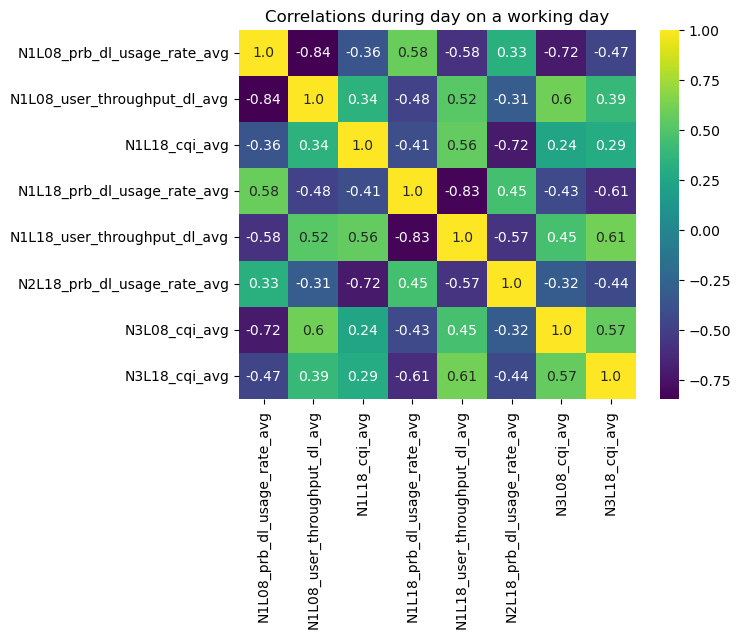 Correlations during day on a working day
N1L08_prb_dl_usage_rate_avg 1.0 -0.84 -0.36 0.58 -0.58 0.33 -0.72 -0.47
N1L08_user_throughput_dl_avg -0.84 1.0 0.34 -0.48 0.52 -0.31 0.6 0.39
N1L18_cqi_avg -0.36 0.34 1.0 -0.41 0.56 -0.72 0.24 0.29
N1L18_prb_dl_usage_rate_avg 0.58 -0.48 -0.41 1.0 -0.83 0.45 -0.43 -0.61
N1L18_user_throughput_dl_avg -0.58 0.52 0.56 -0.83 1.0 -0.57 0.45 0.61
N2L18_prb_dl_usage_rate_avg 0.33 -0.31 -0.72 0.45 -0.57 1.0 -0.32 -0.44
N3L08_cqi_avg -0.72 0.6 0.24 -0.43 0.45 -0.32 1.0 0.57
N3L18_cqi_avg -0.47 0.39 0.29 -0.61 0.61 -0.44 0.57 1.0
N1L08_prb_dl_usage_rate_avg
N1L08_user_throughput_dl_avg
N1L18_cqi_avg
N1L18_prb_dl_usage_rate_avg
N1L18_user_throughput_dl_avg
N2L18_prb_dl_usage_rate_avg
N3L08_cqi_avg
N3L18_cqi_avg
1.00
0.75
0.50
0.25
0.00
−0.25
−0.50
−0.75